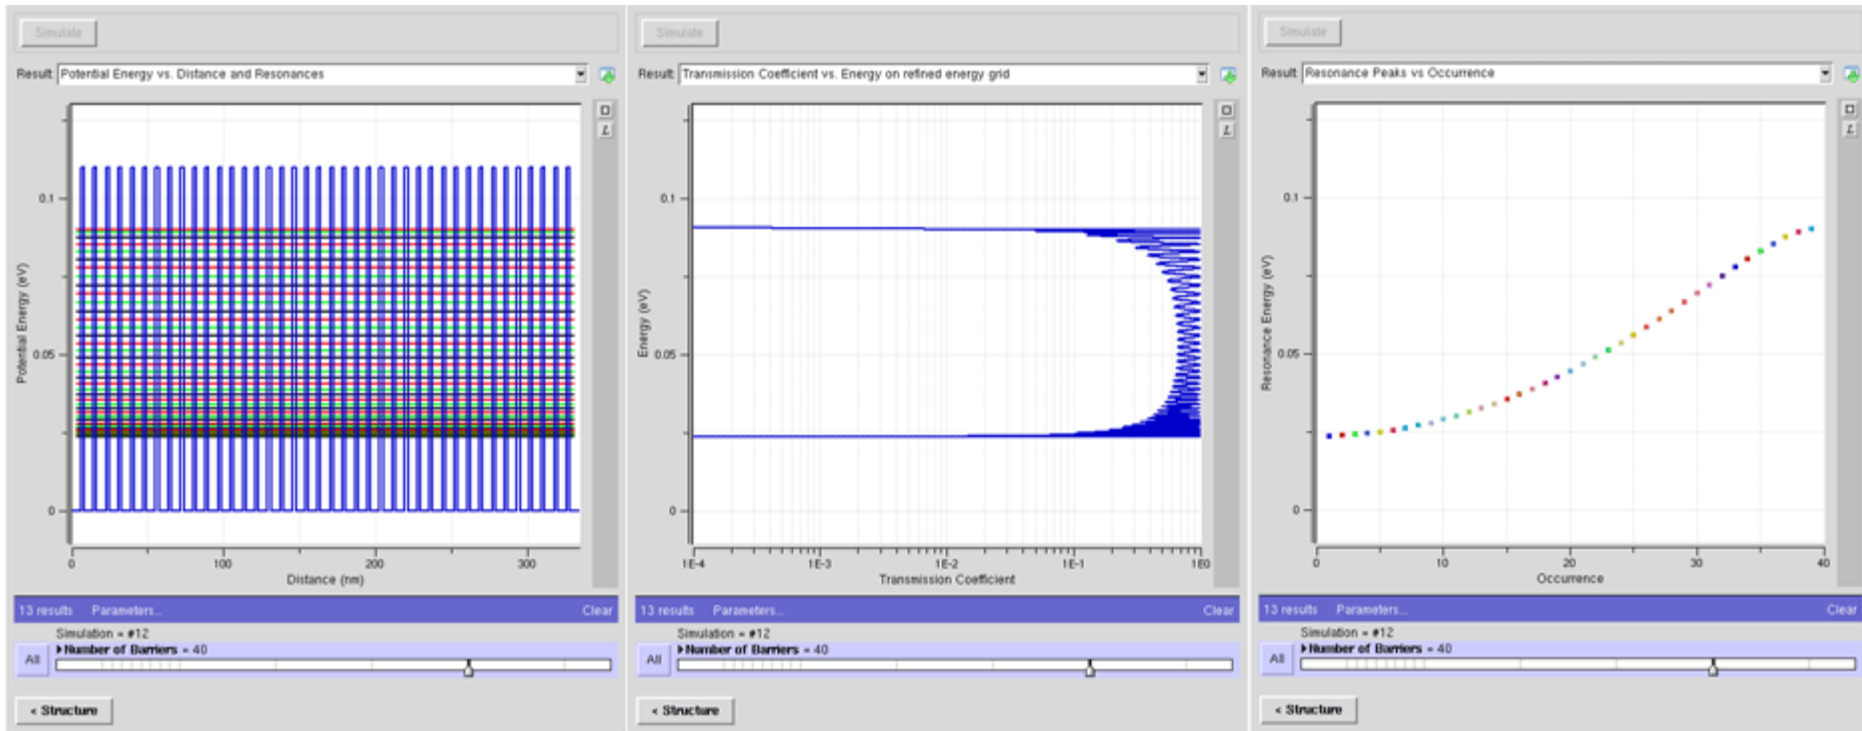 Simulate
Result: Potential Energy vs. Distance and Resonances
L
Potential Energy (eV)
0.1
0.05
0
0 100 200 300
Distance (nm)
13 results Parameters... Clear
Simulation = #12
All
Number of Barriers = 40
< Structure
Simulate
Result: Transmission Coefficient vs. Energy on refined energy grid
L
Energy (eV)
0.1
0.05
0
1E-4 1E-3 1E-2 1E-1 1E0
Transmission Coefficient
13 results Parameters... Clear
Simulation = #12
All
Number of Barriers = 40
< Structure
Simulate
Result: Resonance Peaks vs Occurrence
L
Resonance Energy (eV)
0.1
0.05
0
0 10 20 30 40
Occurrence
13 results Parameters... Clear
Simulation = #12
All
Number of Barriers = 40
< Structure